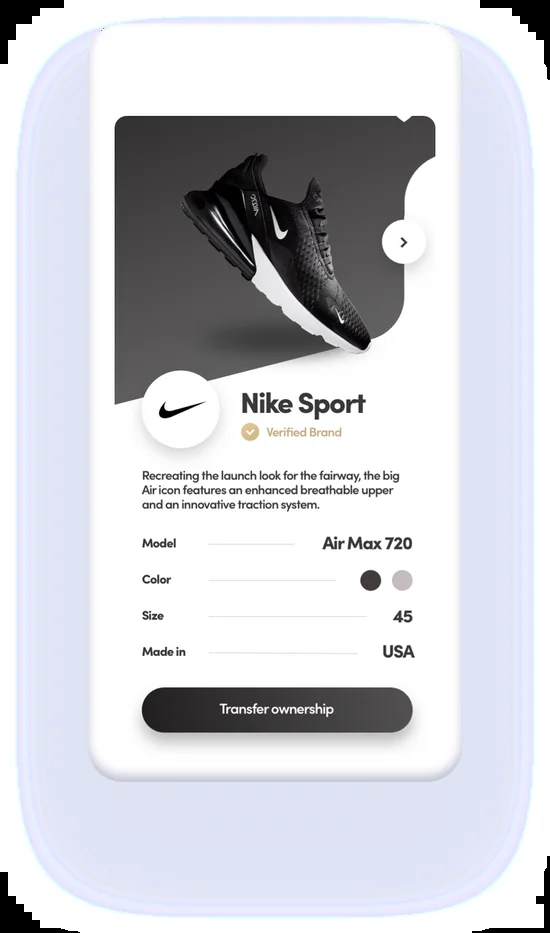 Nike Sport
Verified Brand
Recreating the launch look for the fairway, the big
Air icon features an enhanced breathable upper
and an innovative traction system.
Model Air Max 720
Color
Size 45
Made in USA
Transfer ownership